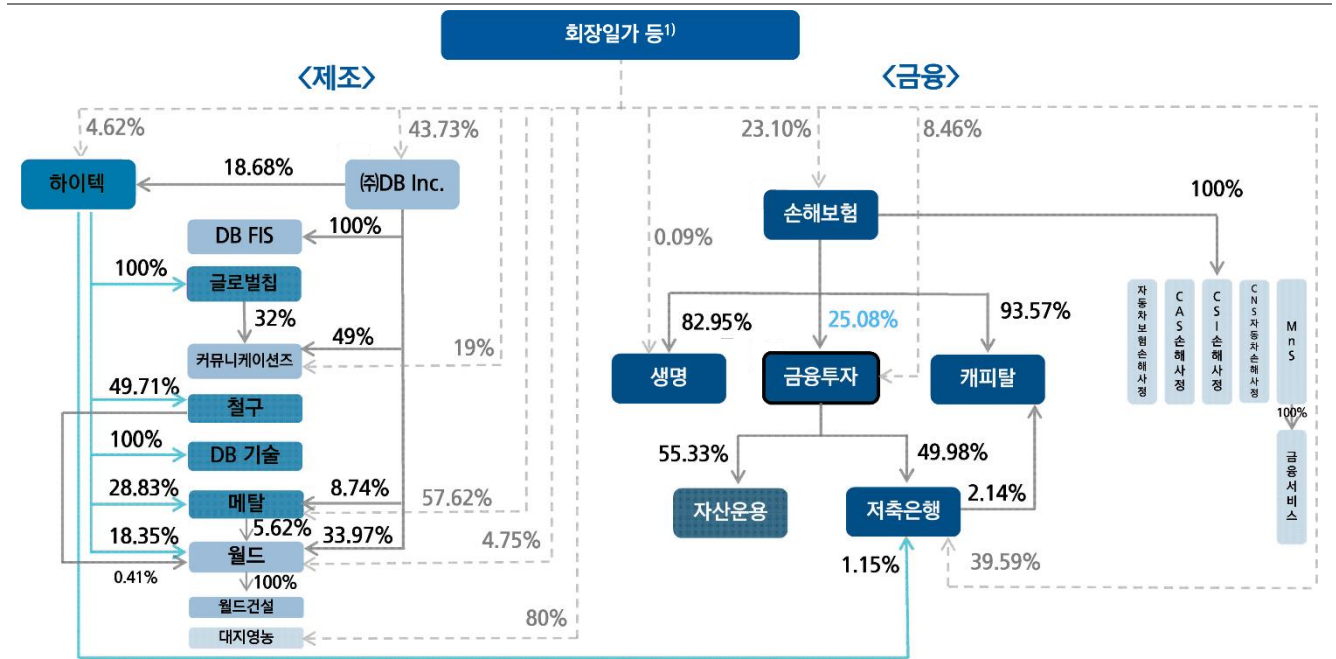 회장일가 등1)
<제조>
<금융>
4.62%
43.73%
23.10%
8.46%
하이텍
18.68%
㈜DB Inc.
손해보험
100%
DB FIS
100%
0.09%
100%
글로벌칩
32%
82.95%
25.08%
93.57%
커뮤니케이션즈
49%
19%
생명
금융투자
캐피탈
자동차보험손해사정
CAS손해사정
CSI손해사정
CNS자동차손해사정
MnS
49.71%
철구
100%
100%
DB 기술
55.33%
49.98%
금융서비스
28.83%
메탈
8.74%
57.62%
자산운용
저축은행
2.14%
18.35%
5.62%
월드
33.97%
4.75%
0.41%
100%
1.15%
39.59%
월드건설
대지영농
80%